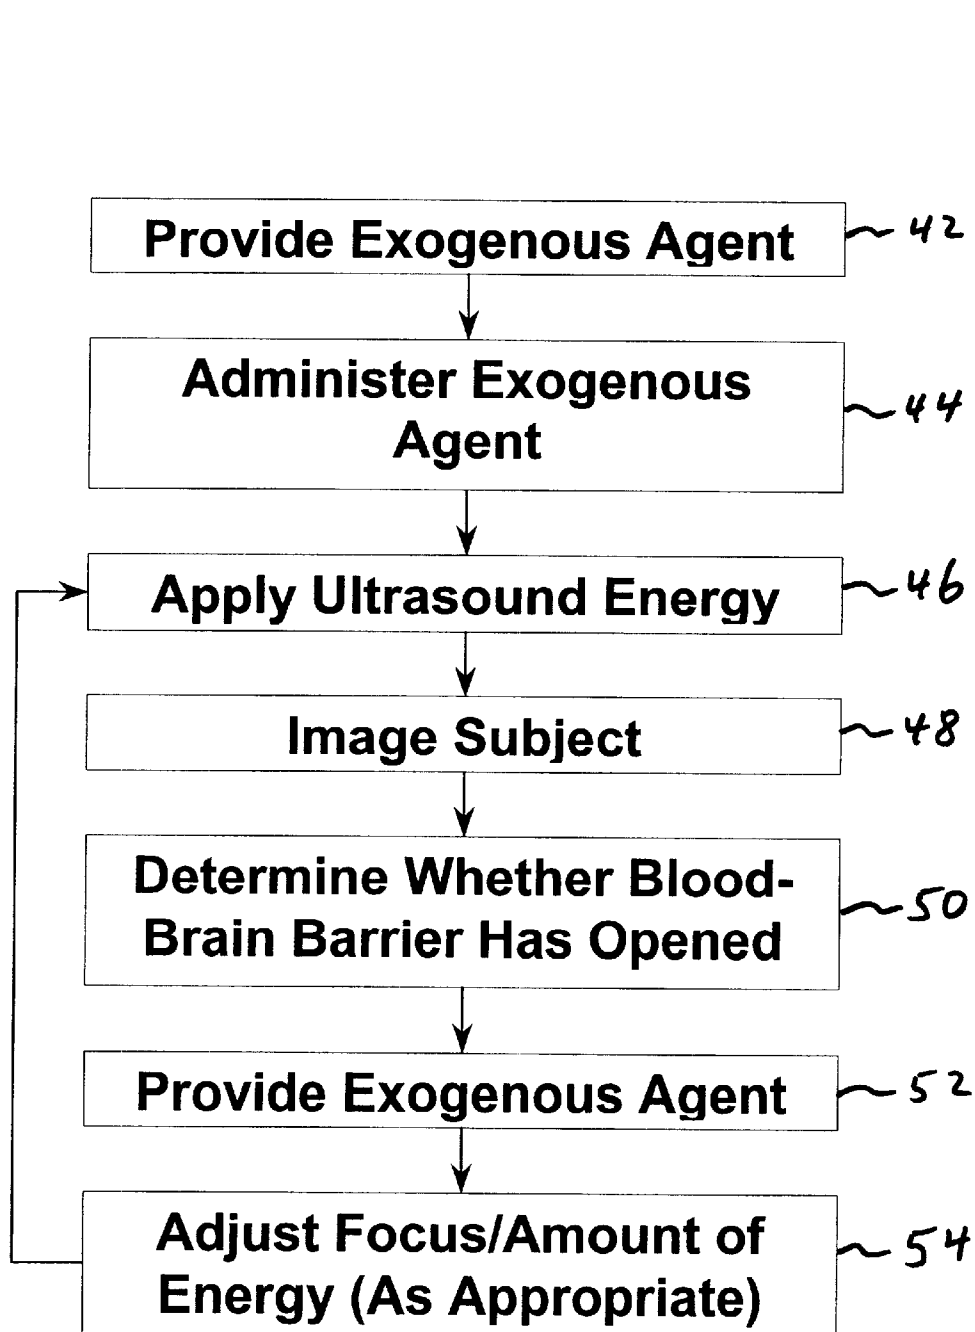 Provide Exogenous Agent
42
Administer Exogenous
Agent
44
Apply Ultrasound Energy
46
Image Subject
48
Determine Whether Blood-
Brain Barrier Has Opened
50
Provide Exogenous Agent
52
Adjust Focus/Amount of
Energy (As Appropriate)
54